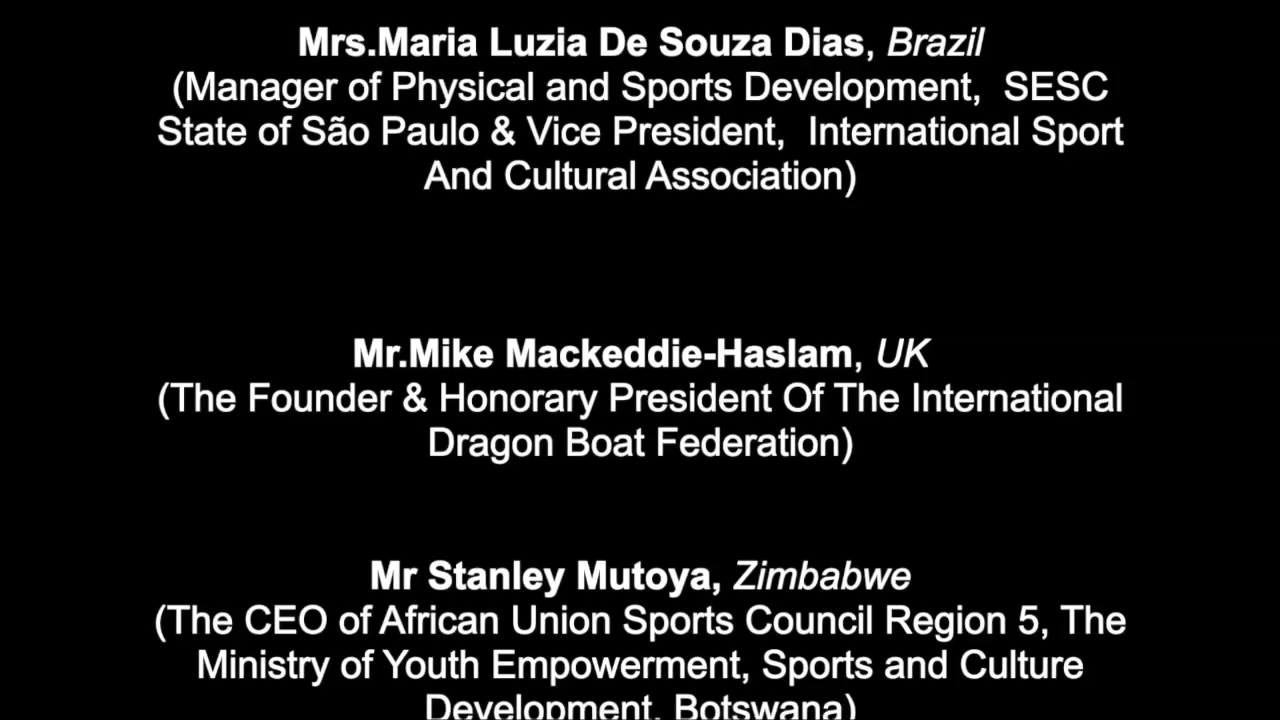 Mrs.Maria Luzia De Souza Dias, Brazil
(Manager of Physical and Sports Development,  SESC
State of São Paulo & Vice President,  International Sport
And Cultural Association)
Mr.Mike Mackeddie-Haslam, UK
(The Founder & Honorary President Of The International
Dragon Boat Federation)
Mr Stanley Mutoya, Zimbabwe
(The CEO of African Union Sports Council Region 5, The
Ministry of Youth Empowerment, Sports and Culture
Development, Botswana)